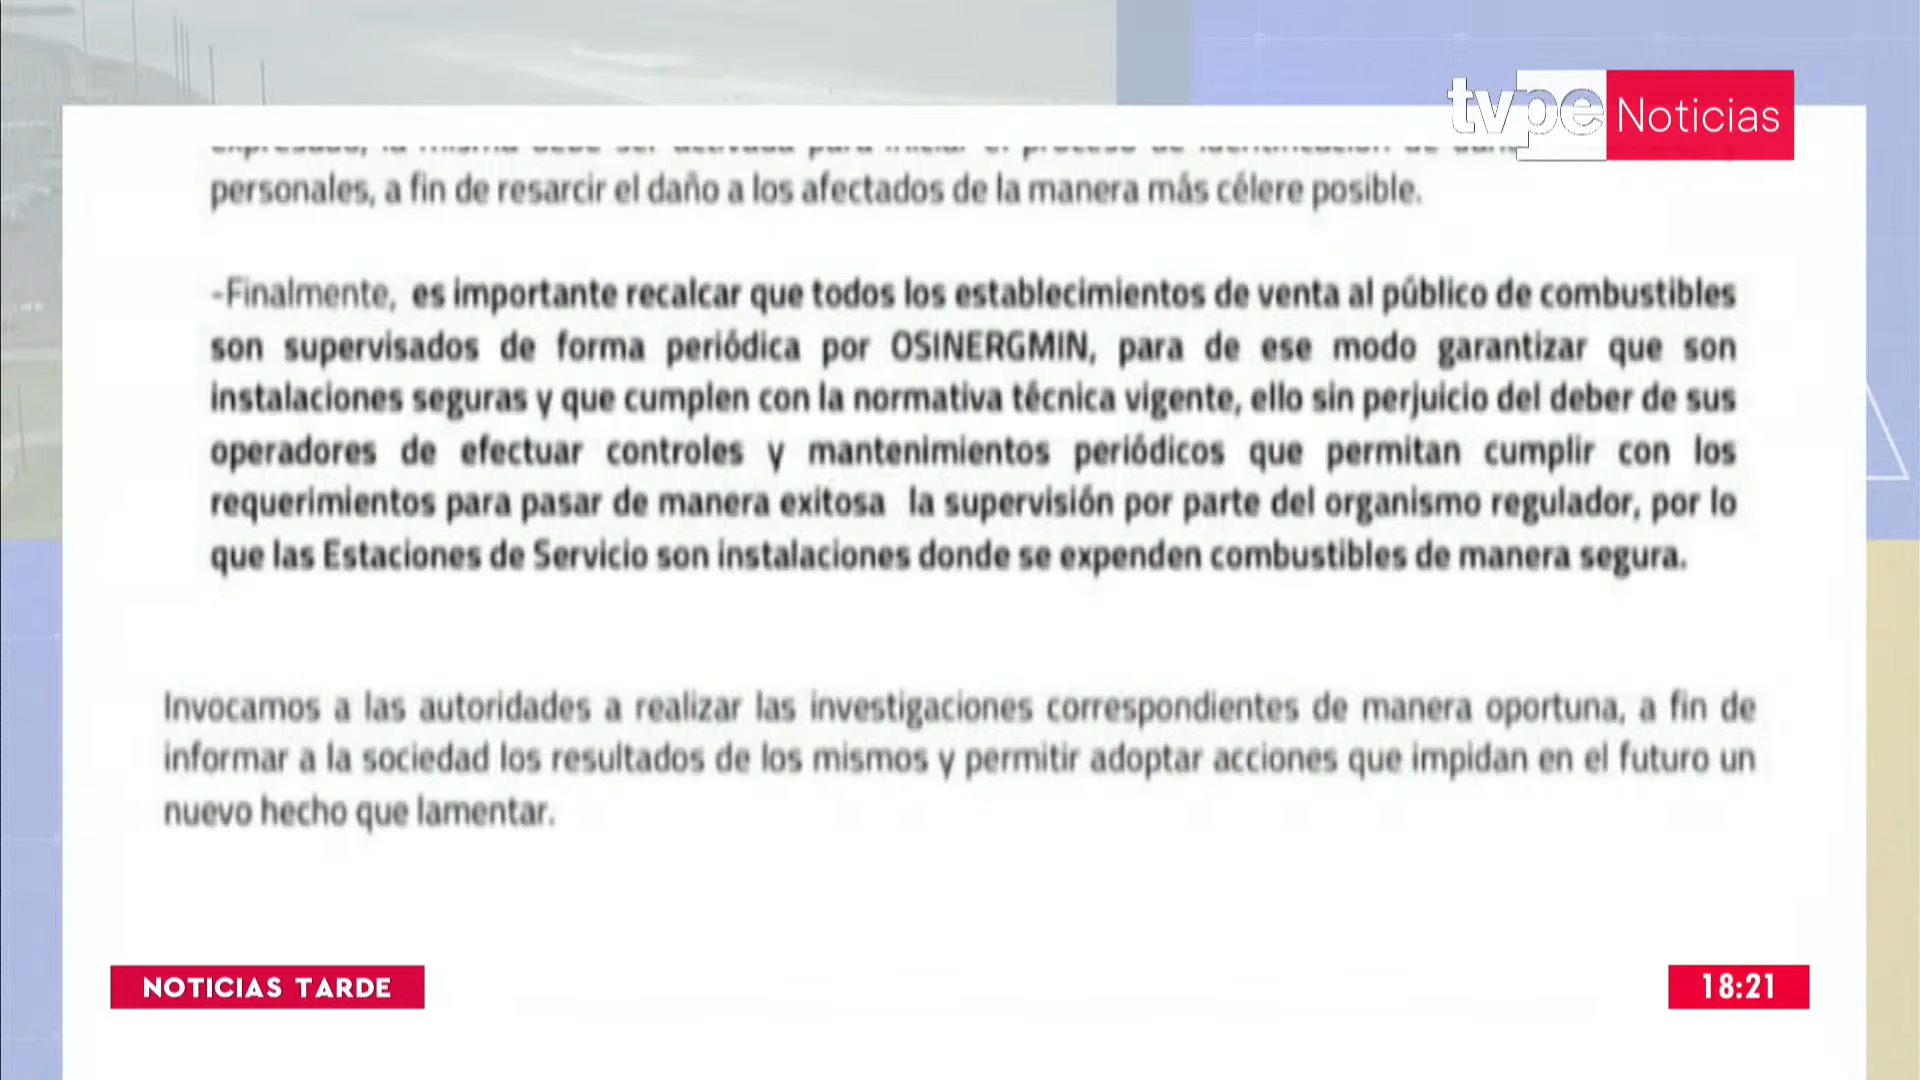 tvpe Noticias
personales, a fin de resarcir el daño a los afectados de la manera más célere posible.
-Finalmente, es importante recalcar que todos los establecimientos de venta al público de combustibles
son supervisados de forma periódica por OSINERGMIN, para de ese modo garantizar que son
instalaciones seguras y que cumplen con la normativa técnica vigente, ello sin perjuicio del deber de sus
operadores de efectuar controles y mantenimientos periódicos que permitan cumplir con los
requerimientos para pasar de manera exitosa la supervisión por parte del organismo regulador, por lo
que las Estaciones de Servicio son instalaciones donde se expenden combustibles de manera segura.
Invocamos a las autoridades a realizar las investigaciones correspondientes de manera oportuna, a fin de
informar a la sociedad los resultados de los mismos y permitir adoptar acciones que impidan en el futuro un
nuevo hecho que lamentar.
NOTICIAS TARDE
18:21